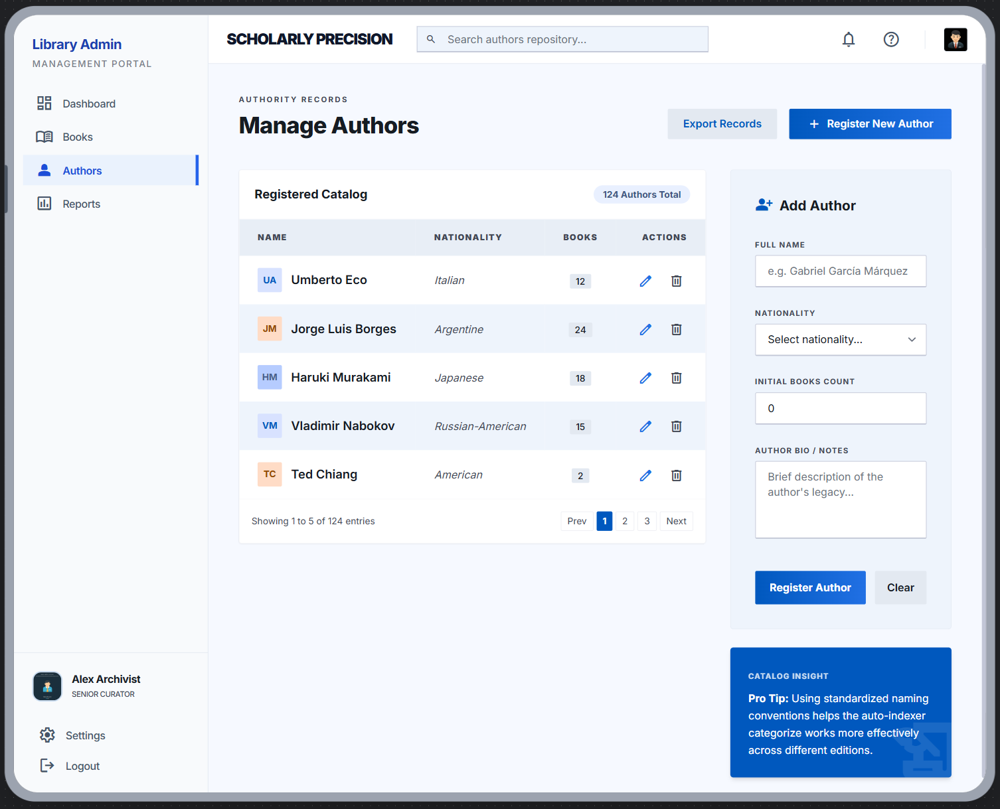 Library Admin
MANAGEMENT PORTAL
Dashboard
Books
Authors
Reports
Alex Archivist
SENIOR CURATOR
Settings
Logout
SCHOLARLY PRECISION
Search authors repository...
AUTHORITY RECORDS
Manage Authors
Export Records
+ Register New Author
Registered Catalog
124 Authors Total
NAME NATIONALITY BOOKS ACTIONS
UA Umberto Eco Italian 12
JM Jorge Luis Borges Argentine 24
HM Haruki Murakami Japanese 18
VM Vladimir Nabokov Russian-American 15
TC Ted Chiang American 2
Showing 1 to 5 of 124 entries
Prev 1 2 3 Next
Add Author
FULL NAME
e.g. Gabriel García Márquez
NATIONALITY
Select nationality...
INITIAL BOOKS COUNT
0
AUTHOR BIO / NOTES
Brief description of the
author's legacy...
Register Author
Clear
CATALOG INSIGHT
Pro Tip: Using standardized naming
conventions helps the auto-indexer
categorize works more effectively
across different editions.